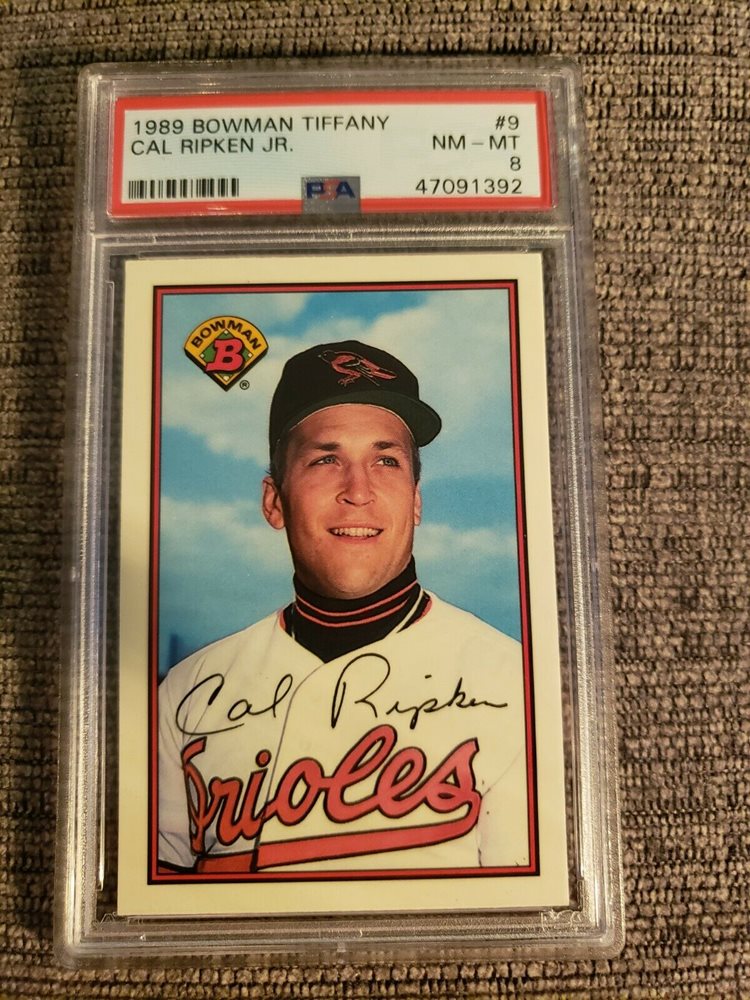 1989 BOWMAN TIFFANY #9
CAL RIPKEN JR. NM – MT
8
PSA 47091392
BOWMAN
B
®
Cal Ripken
Orioles